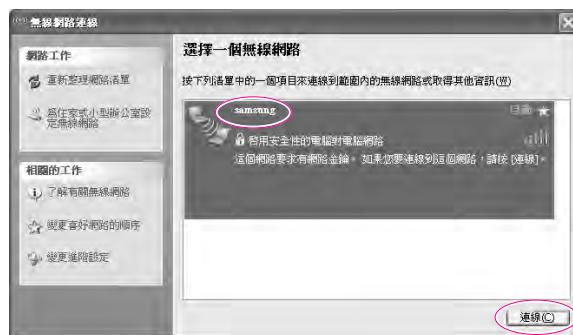 無線網路連線
網路工作
重新整理網路清單
為住家或小型辦公室設
定無線網路
相關的工作
了解有關無線網路
變更喜好網路的順序
變更進階設定
選擇一個無線網路
按下列清單中的一個項目來連線到範圍內的無線網路或取得其他資訊(W)
samsung
自動
啟用安全性的電腦對電腦網路
這個網路要求有網路金鑰。如果您要連線到這個網路，請按 [連線]。
連線(C)